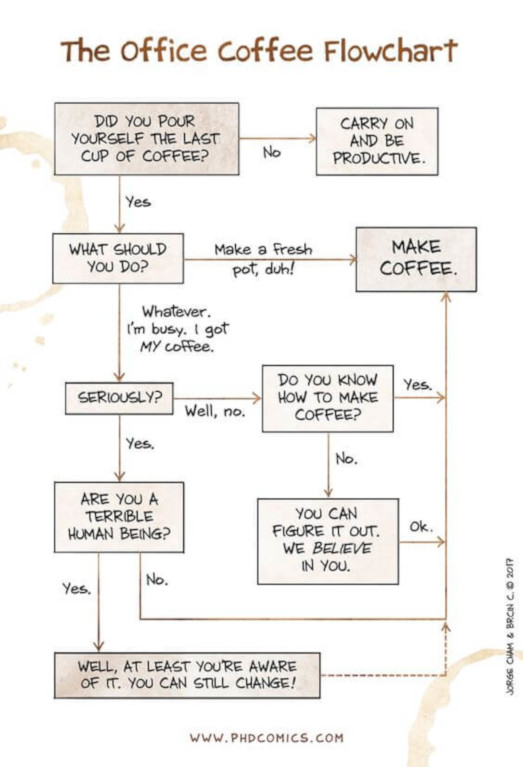 The Office Coffee Flowchart
DID YOU POUR
YOURSELF THE LAST
CUP OF COFFEE?
No
CARRY ON
AND BE
PRODUCTIVE.
Yes
WHAT SHOULD
YOU DO?
Make a fresh
pot, duh!
MAKE
COFFEE.
Whatever.
I'm busy. I got
MY coffee.
SERIOUSLY?
Well, no.
DO YOU KNOW
HOW TO MAKE
COFFEE?
Yes.
Yes.
No.
ARE YOU A
TERRIBLE
HUMAN BEING?
YOU CAN
FIGURE IT OUT.
WE BELIEVE
IN YOU.
Ok.
Yes.
No.
WELL, AT LEAST YOU'RE AWARE
OF IT. YOU CAN STILL CHANGE!
JORGE CHAM & BRCIN C. © 2017
WWW.PHDCOMICS.COM